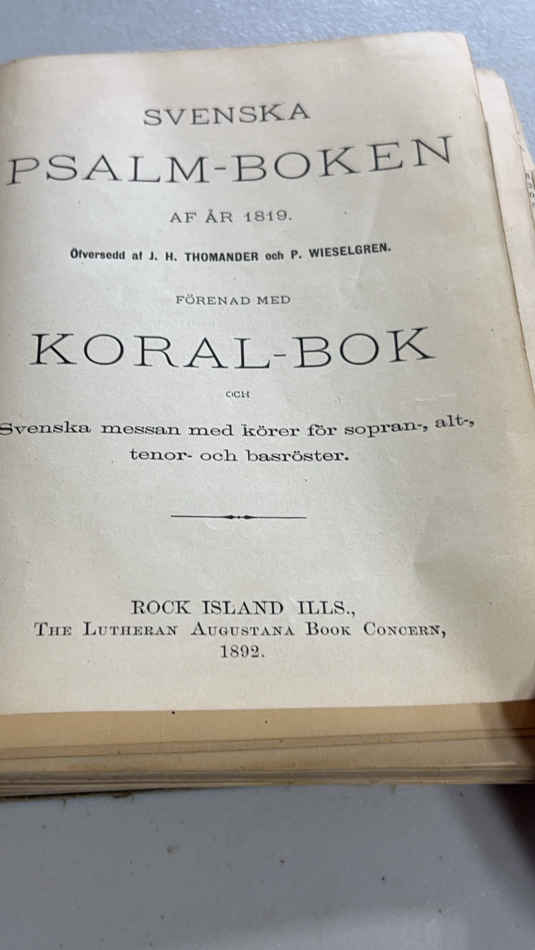 SVENSKA
PSALM-BOKEN
AF ÅR 1819.
Öfversedd af J. H. THOMANDER och P. WIESELGREN.
FÖRENAD MED
KORAL-BOK
OCH
Svenska messan med körer för sopran-, alt-,
tenor- och basröster.
ROCK ISLAND ILLS.,
THE LUTHERAN AUGUSTANA BOOK CONCERN,
1892.